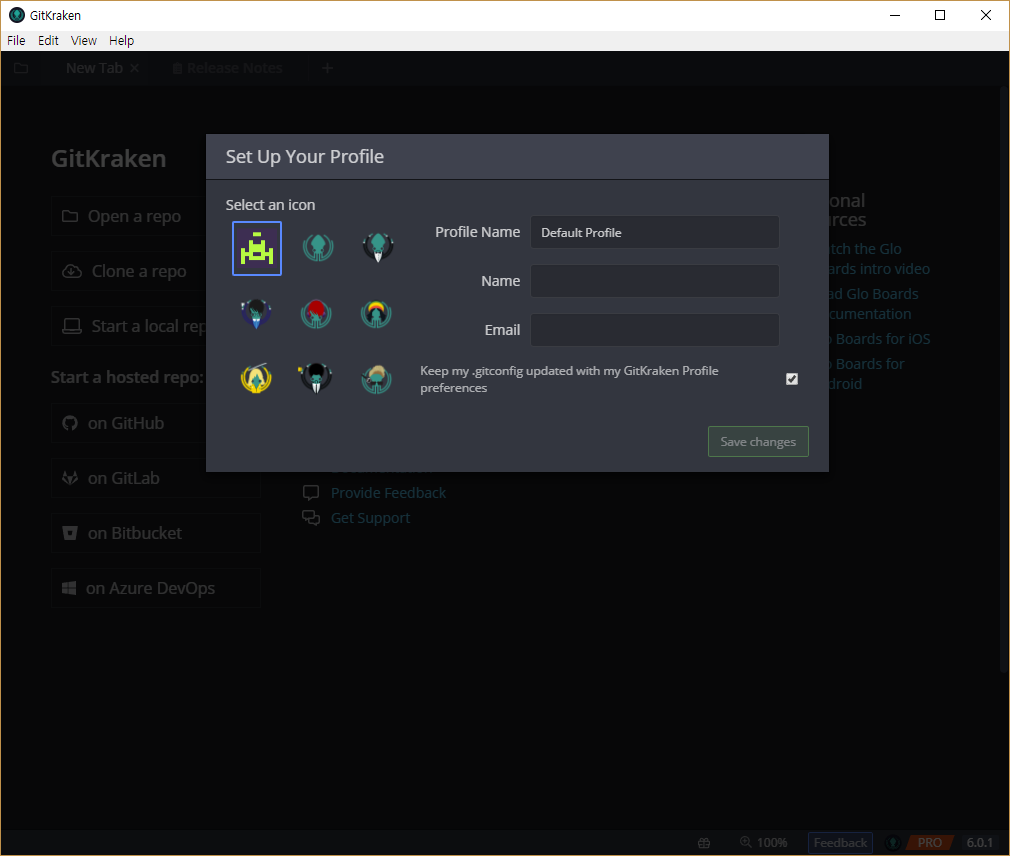 GitKraken
File Edit View Help
New Tab Release Notes
GitKraken
Open a repo
Clone a repo
Start a local rep
Start a hosted repo:
on GitHub
on GitLab
on Bitbucket
on Azure DevOps
Set Up Your Profile
Select an icon
Profile Name Default Profile
Name
Email
Keep my .gitconfig updated with my GitKraken Profile
preferences
Save changes
Provide Feedback
Get Support
onal
rces
tch the Glo
ards intro video
ad Glo Boards
cumentation
o Boards for iOS
o Boards for
droid
100% Feedback PRO 6.0.1